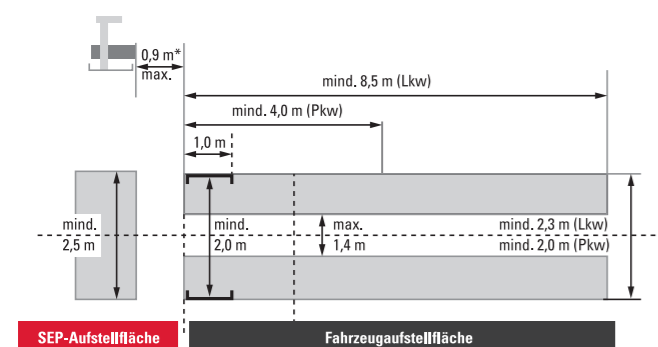 0,9 m*
max.
mind. 8,5 m (Lkw)
mind. 4,0 m (Pkw)
1,0 m
mind.
2,5 m
mind.
2,0 m
max.
1,4 m
mind. 2,3 m (Lkw)
mind. 2,0 m (Pkw)
SEP-Aufstellfläche
Fahrzeugaufstellfläche